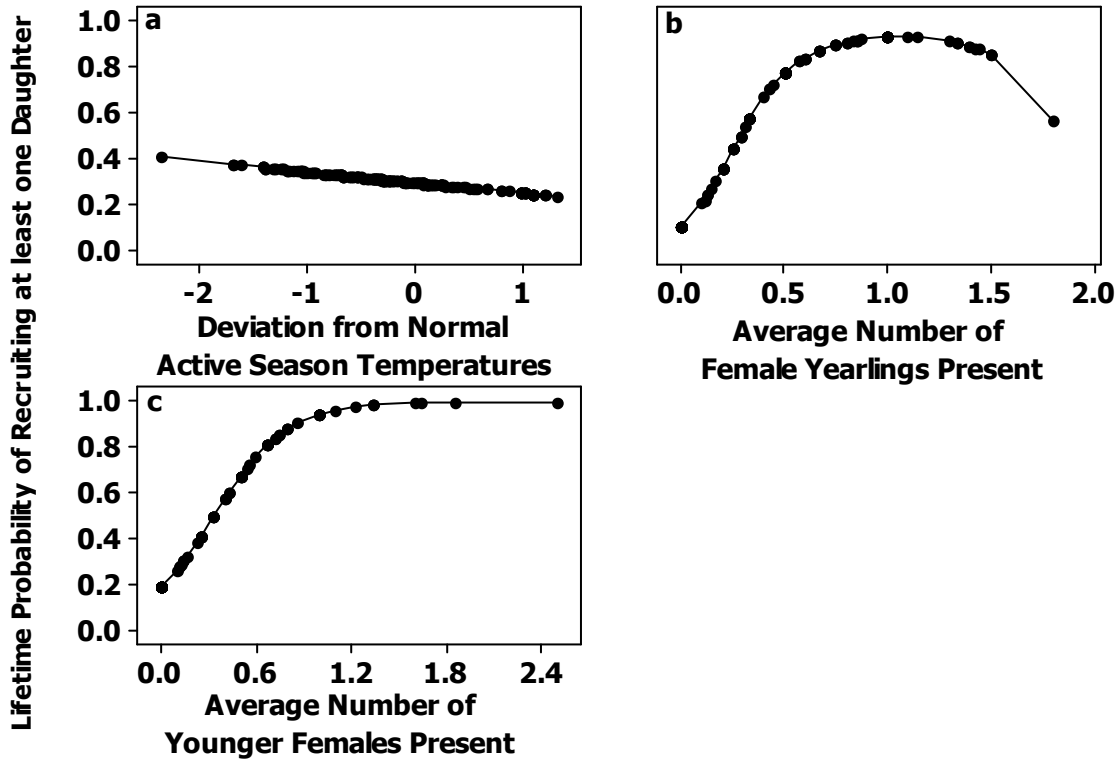 Lifetime Probability of Recruiting at least one Daughter
a
1.0
0.8
0.6
0.4
0.2
0.0
-2 -1 0 1
Deviation from Normal
Active Season Temperatures
b
0.0 0.5 1.0 1.5 2.0
Average Number of
Female Yearlings Present
c
1.0
0.8
0.6
0.4
0.2
0.0
0.0 0.6 1.2 1.8 2.4
Average Number of
Younger Females Present